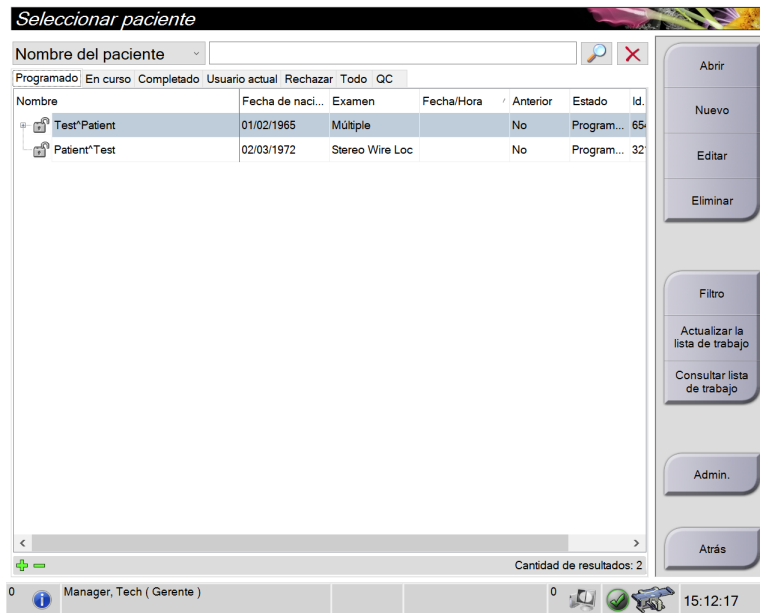 Seleccionar paciente
Nombre del paciente
Programado En curso Completado Usuario actual Rechazar Todo QC
Nombre Fecha de naci... Examen Fecha/Hora Anterior Estado Id.
Test^Patient 01/02/1965 Múltiple No Program... 654
Patient^Test 02/03/1972 Stereo Wire Loc No Program... 321
Cantidad de resultados: 2
Abrir
Nuevo
Editar
Eliminar
Filtro
Actualizar la
lista de trabajo
Consultar lista
de trabajo
Admin.
Atrás
0 Manager, Tech ( Gerente ) 0 15:12:17